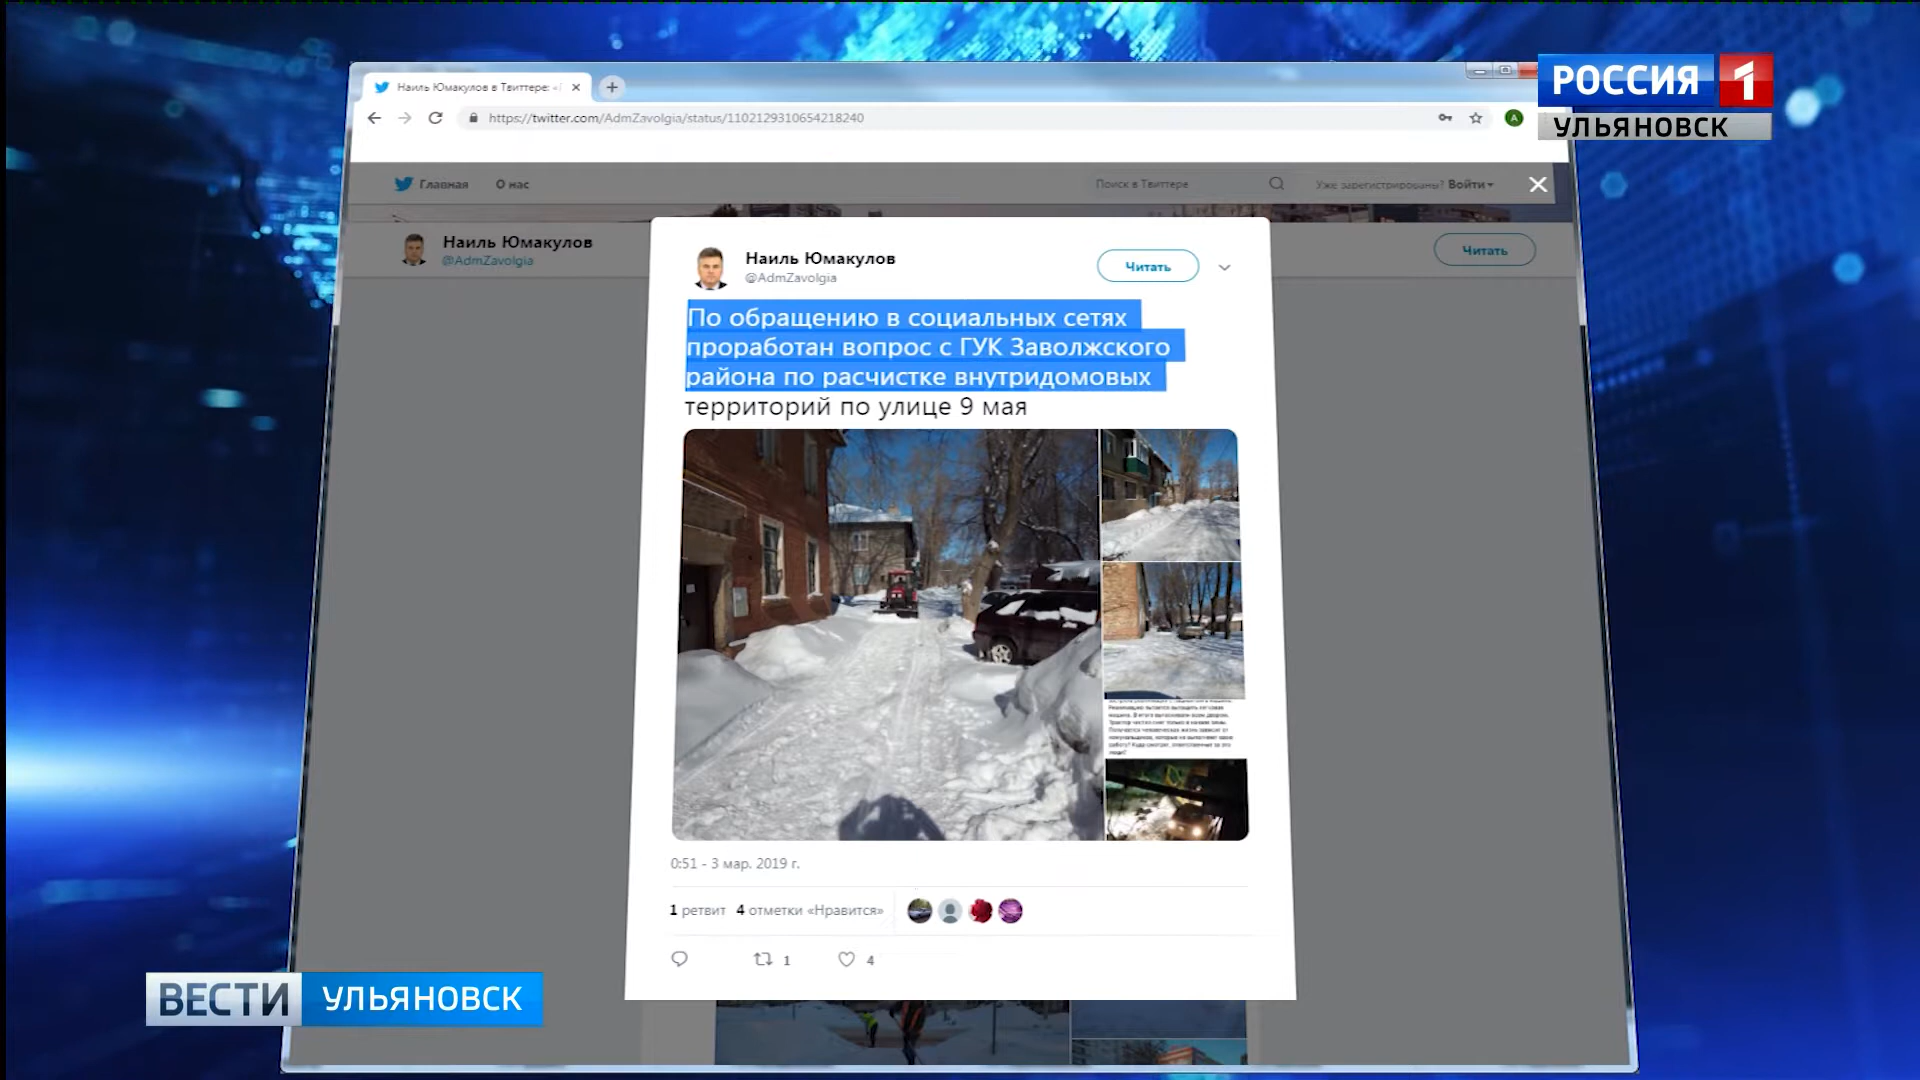 РОССИЯ 1
УЛЬЯНОВСК
Наиль Юмакулов в Твиттере: «
https://twitter.com/AdmZavolgia/status/1102129310654218240
A
Главная О нас
Поиск в Твиттере
Уже зарегистрированы? Войти
Наиль Юмакулов
@AdmZavolgia
Читать
Наиль Юмакулов
@AdmZavolgia
Читать
По обращению в социальных сетях
проработан вопрос с ГУК Заволжского
района по расчистке внутридомовых
территорий по улице 9 мая
0:51 - 3 мар. 2019 г.
1 ретвит 4 отметки «Нравится»
1 4
ВЕСТИ УЛЬЯНОВСК